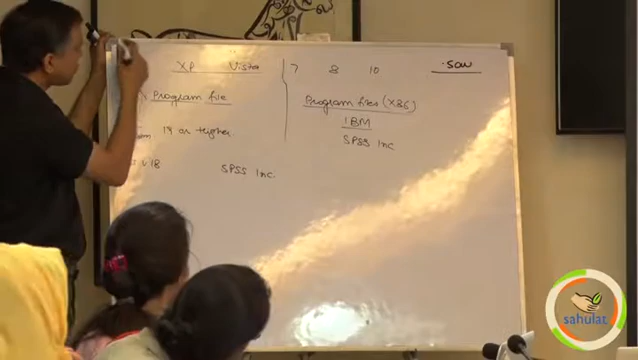 XP Vista 7 8 10 .sav
Program file Program files (X86)
IBM
19 or Higher SPSS Inc
18 SPSS Inc.
sahulat